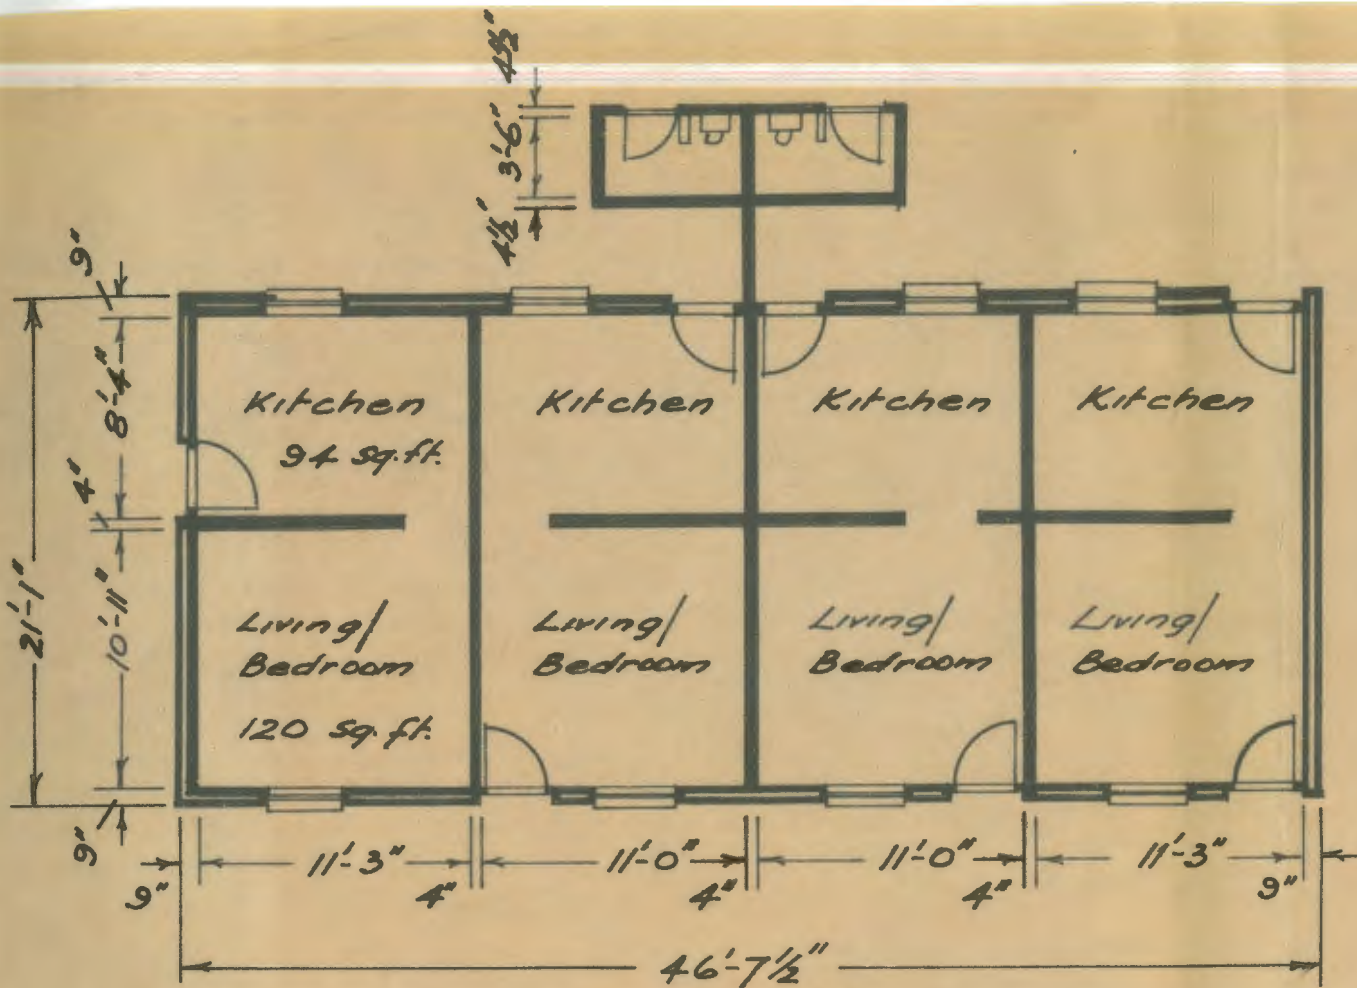 4½"
3'-6"
4½"
9"
8'-4"
4"
10'-11"
9"
21'-1"
Kitchen
94 sq.ft.
Kitchen
Kitchen
Kitchen
Living/
Bedroom
120 sq.ft.
Living/
Bedroom
Living/
Bedroom
Living/
Bedroom
9"
11'-3"
4"
11'-0"
4"
11'-0"
4"
11'-3"
9"
46'-7½"